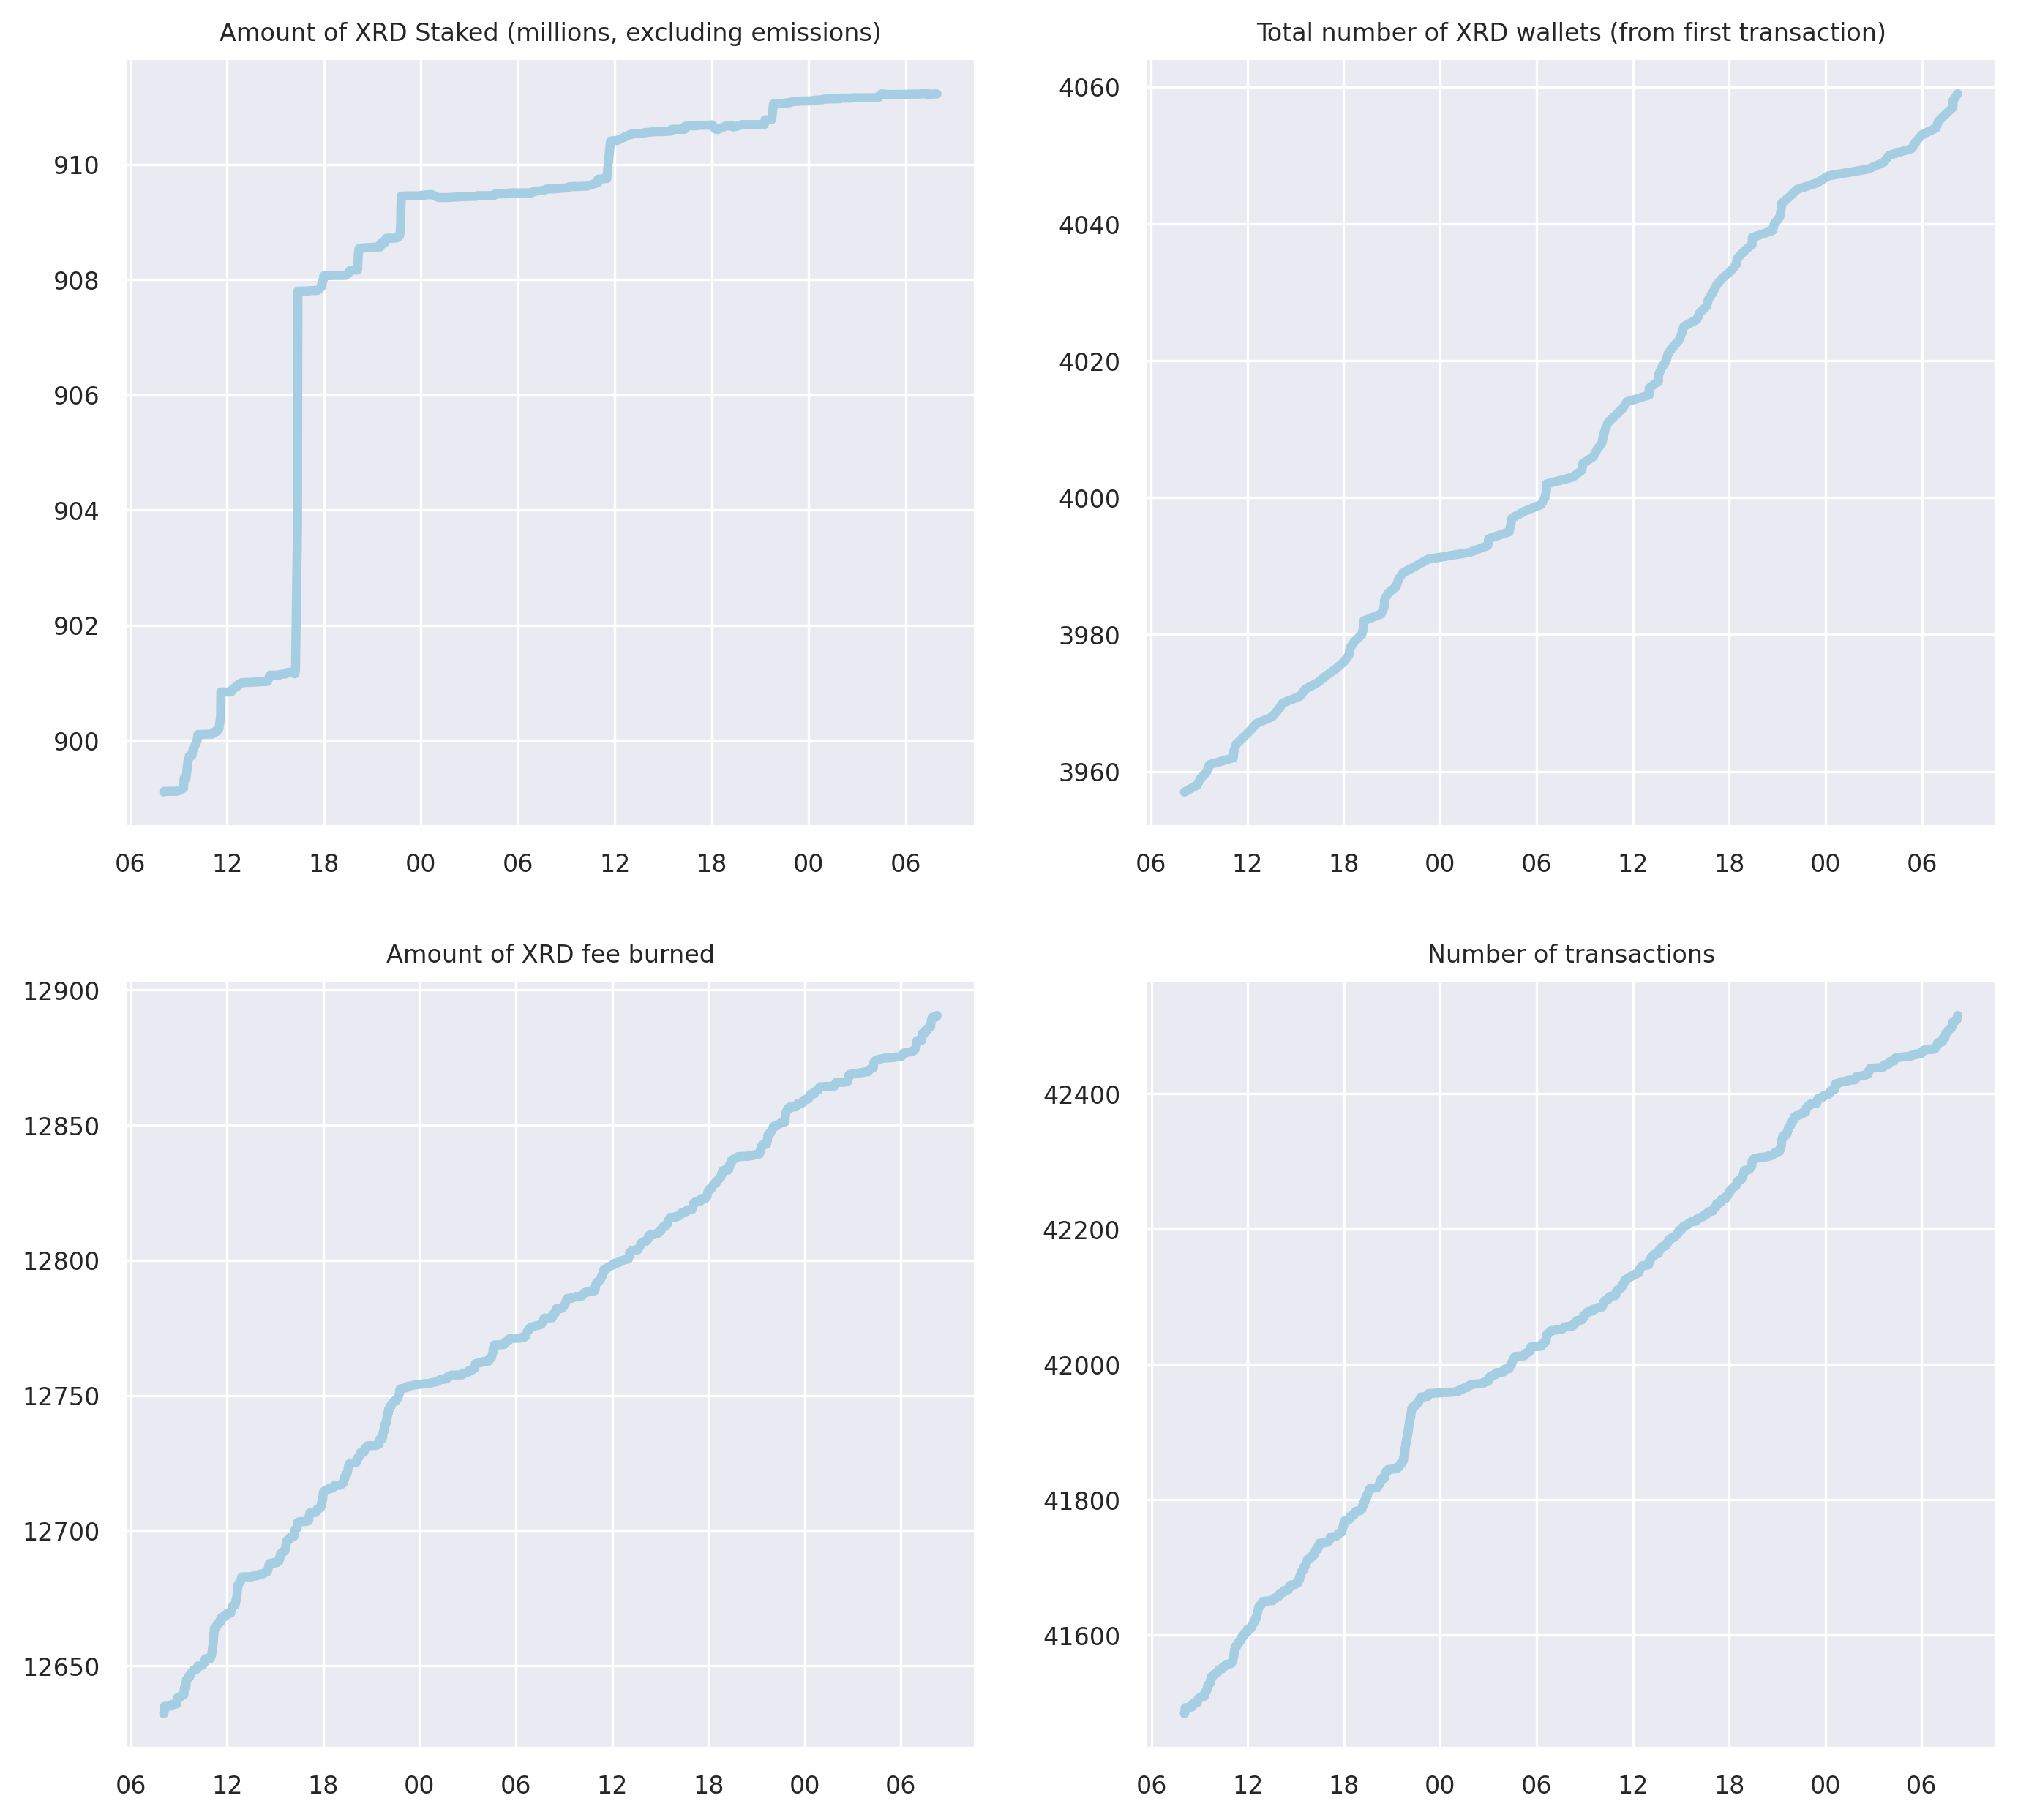 Amount of XRD Staked (millions, excluding emissions)
910
908
906
904
902
900
06 12 18 00 06 12 18 00 06
Total number of XRD wallets (from first transaction)
4060
4040
4020
4000
3980
3960
06 12 18 00 06 12 18 00 06
Amount of XRD fee burned
12900
12850
12800
12750
12700
12650
06 12 18 00 06 12 18 00 06
Number of transactions
42400
42200
42000
41800
41600
06 12 18 00 06 12 18 00 06